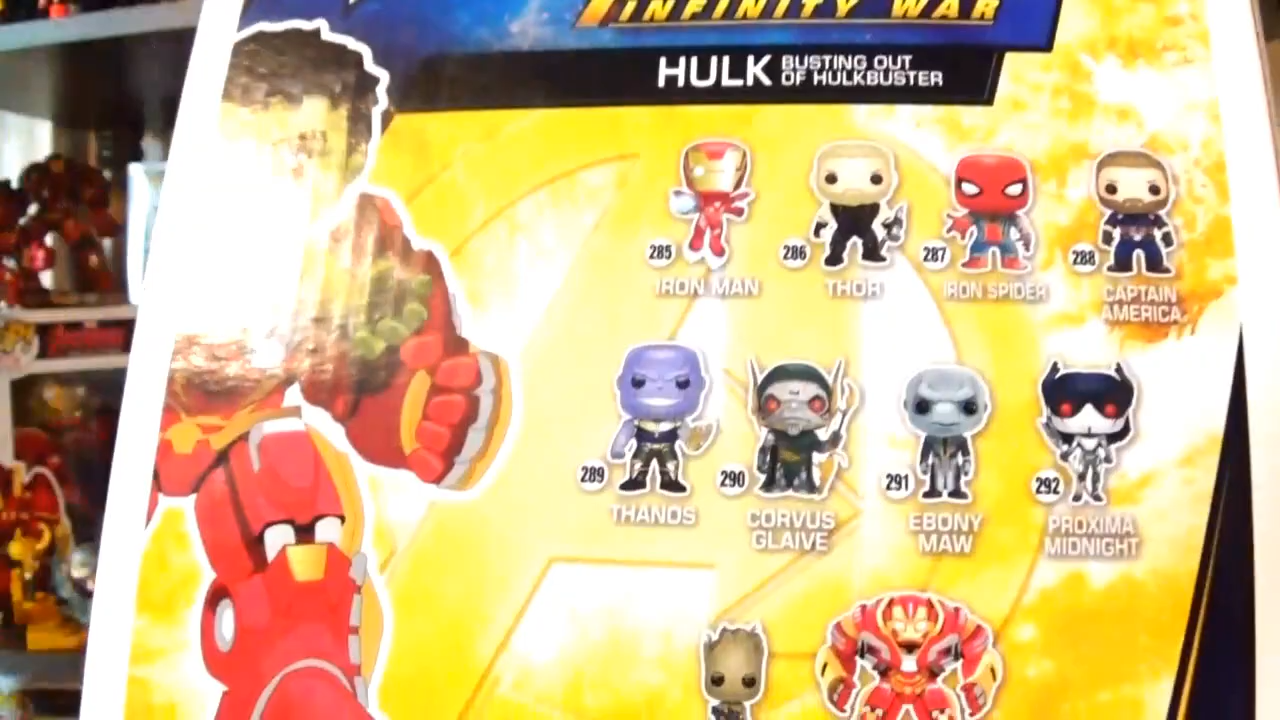 INFINITY WAR
HULK BUSTING OUT
OF HULKBUSTER
285
IRON MAN
286
THOR
287
IRON SPIDER
288
CAPTAIN
AMERICA
289
THANOS
290
CORVUS
GLAIVE
291
EBONY
MAW
292
PROXIMA
MIDNIGHT